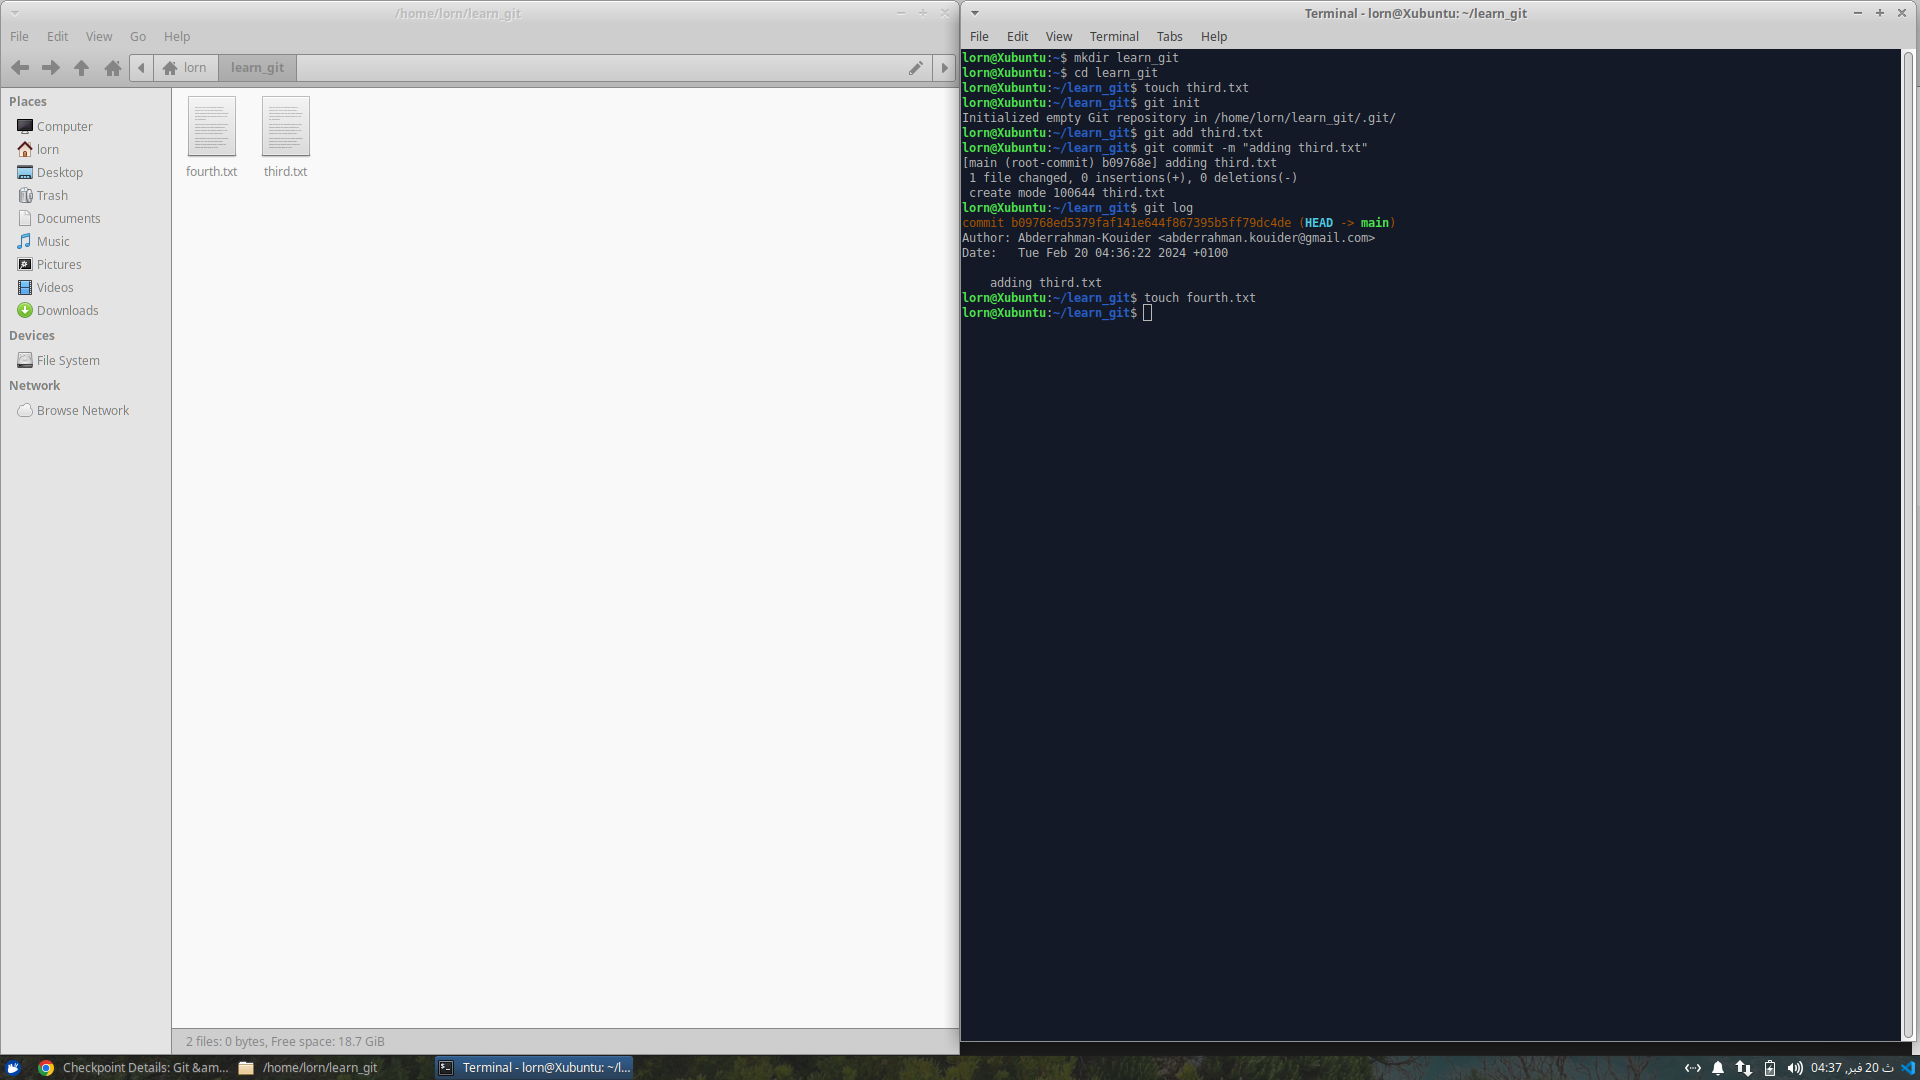 /home/lorn/learn_git
File Edit View Go Help
lorn learn_git
Places
Computer
lorn
Desktop
Trash
Documents
Music
Pictures
Videos
Downloads
Devices
File System
Network
Browse Network
fourth.txt third.txt
2 files: 0 bytes, Free space: 18.7 GiB
Terminal - lorn@Xubuntu: ~/learn_git
File Edit View Terminal Tabs Help
lorn@Xubuntu:~$ mkdir learn_git
lorn@Xubuntu:~$ cd learn_git
lorn@Xubuntu:~/learn_git$ touch third.txt
lorn@Xubuntu:~/learn_git$ git init
Initialized empty Git repository in /home/lorn/learn_git/.git/
lorn@Xubuntu:~/learn_git$ git add third.txt
lorn@Xubuntu:~/learn_git$ git commit -m "adding third.txt"
[main (root-commit) b09768e] adding third.txt
1 file changed, 0 insertions(+), 0 deletions(-)
create mode 100644 third.txt
lorn@Xubuntu:~/learn_git$ git log
commit b09768ed5379faf141e644f867395b5ff79dc4de (HEAD -> main)
Author: Abderrahman-Kouider <abderrahman.kouider@gmail.com>
Date:   Tue Feb 20 04:36:22 2024 +0100
adding third.txt
lorn@Xubuntu:~/learn_git$ touch fourth.txt
lorn@Xubuntu:~/learn_git$
Checkpoint Details: Git &am... /home/lorn/learn_git Terminal - lorn@Xubuntu: ~/l... ث 20 فبر, 04:37